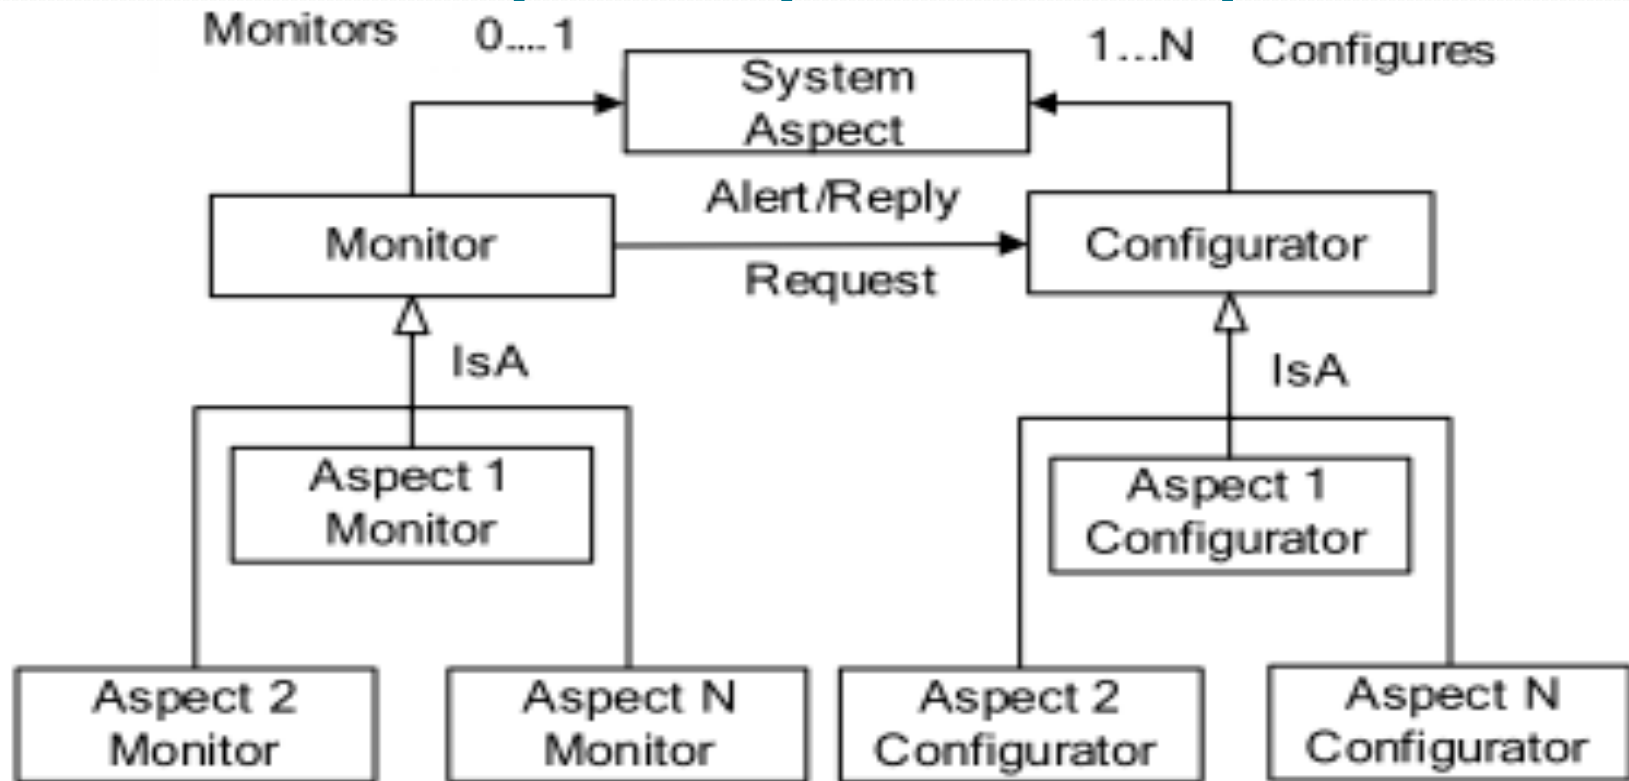 Monitors 0....1
1...N Configures
System
Aspect
Alert/Reply
Monitor
Configurator
Request
IsA
IsA
Aspect 1
Monitor
Aspect 1
Configurator
Aspect 2
Monitor
Aspect N
Monitor
Aspect 2
Configurator
Aspect N
Configurator